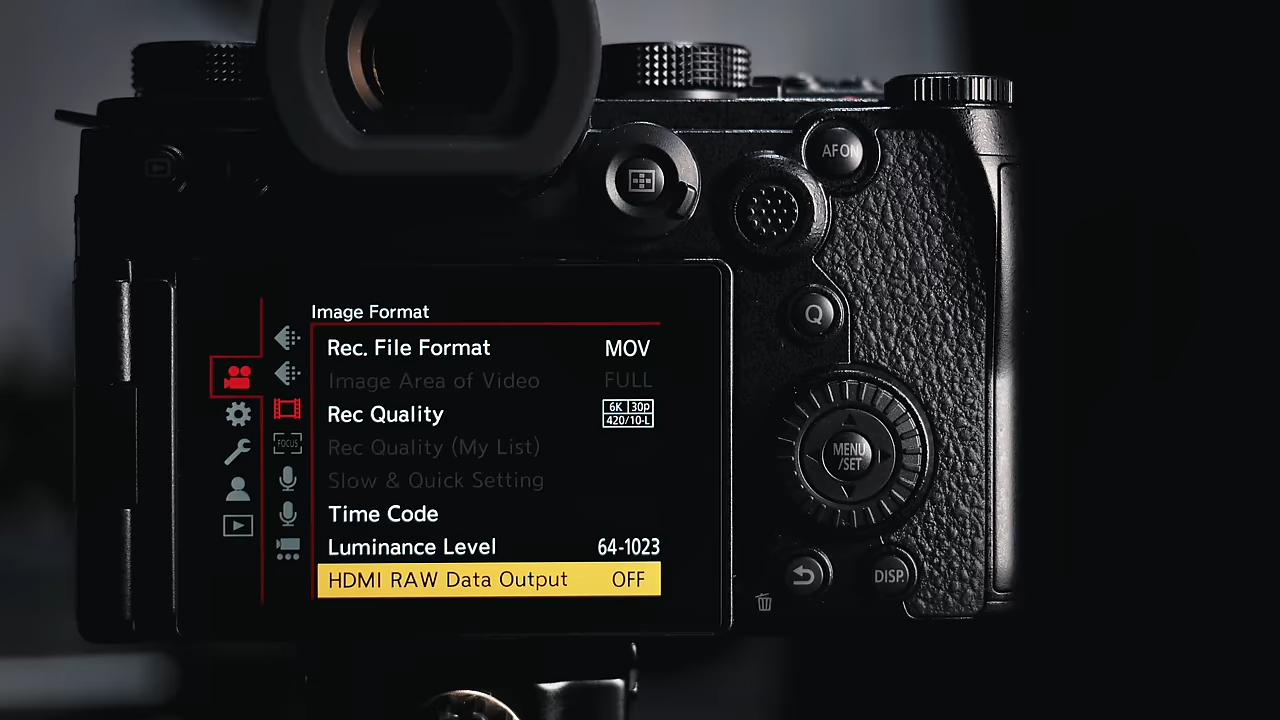 AF ON
Q
Image Format
Rec. File Format MOV
Image Area of Video FULL
Rec Quality 6K 30p
420/10-L
Rec Quality (My List)
FOCUS
Slow & Quick Setting
Time Code
Luminance Level 64-1023
HDMI RAW Data Output OFF
MENU
/SET
DISP.